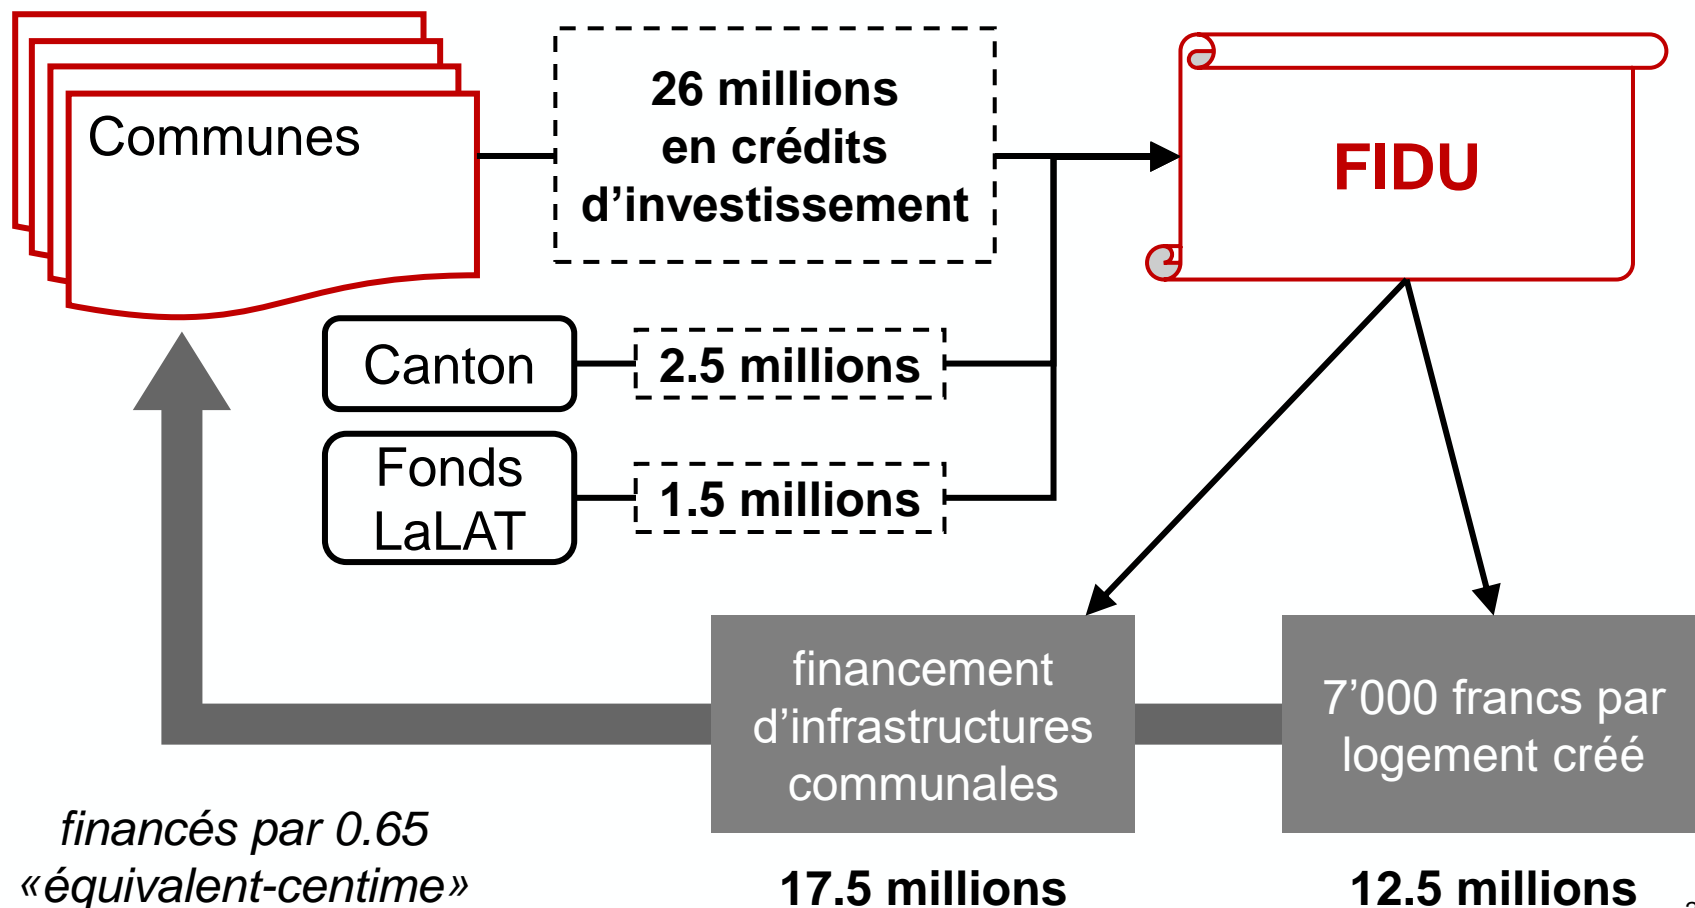 Communes
26 millions
en crédits
d’investissement
FIDU
Canton
2.5 millions
Fonds
LaLAT
1.5 millions
financement
d’infrastructures
communales
7’000 francs par
logement créé
financés par 0.65
«équivalent-centime»
17.5 millions
12.5 millions